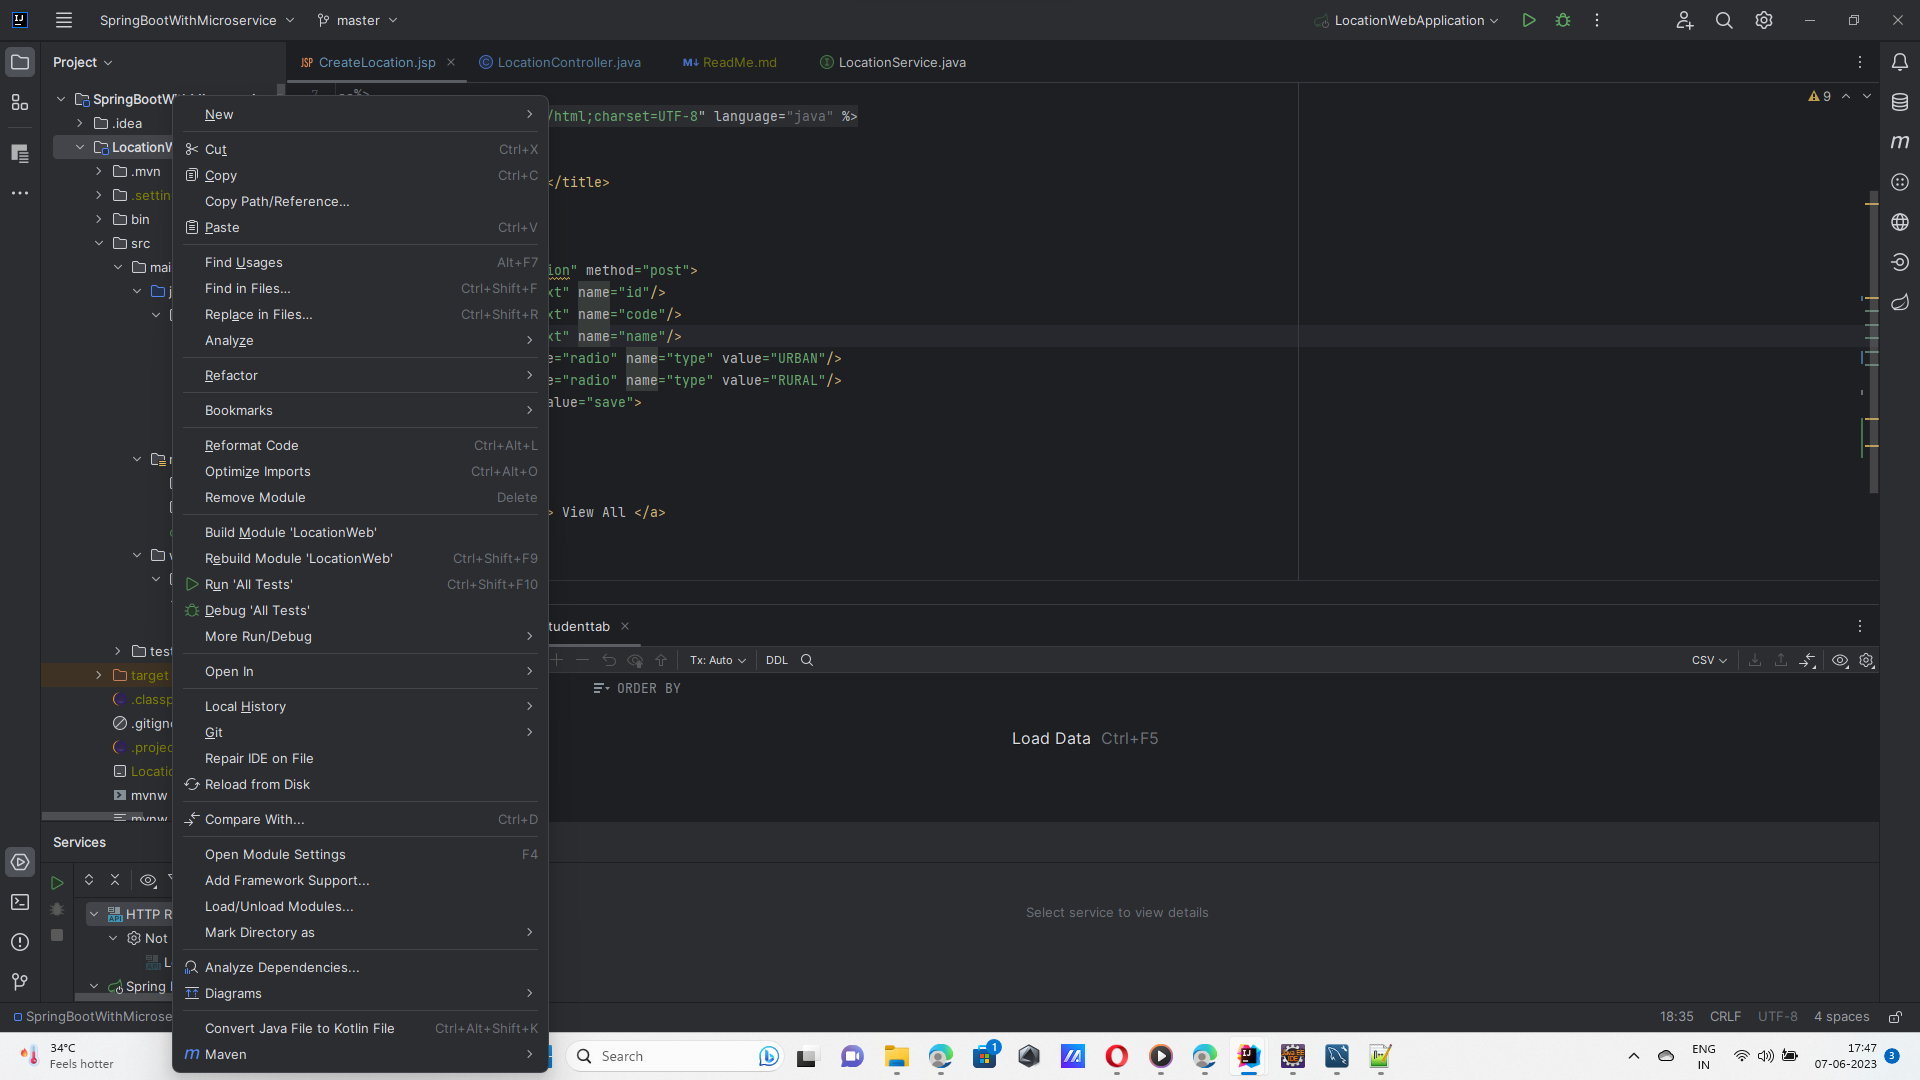 SpringBootWithMicroservice
master
LocationWebApplication
Project
CreateLocation.jsp
LocationController.java
ReadMe.md
LocationService.java
SpringBootW
.idea
LocationW
.mvn
.settin
bin
src
mai
test
target
.classp
.gitign
.projec
Locatio
mvnw
mvnw
New
Cut Ctrl+X
Copy Ctrl+C
Copy Path/Reference...
Paste Ctrl+V
Find Usages Alt+F7
Find in Files... Ctrl+Shift+F
Replace in Files... Ctrl+Shift+R
Analyze
Refactor
Bookmarks
Reformat Code Ctrl+Alt+L
Optimize Imports Ctrl+Alt+O
Remove Module Delete
Build Module 'LocationWeb'
Rebuild Module 'LocationWeb' Ctrl+Shift+F9
Run 'All Tests' Ctrl+Shift+F10
Debug 'All Tests'
More Run/Debug
Open In
Local History
Git
Repair IDE on File
Reload from Disk
Compare With... Ctrl+D
Open Module Settings F4
Add Framework Support...
Load/Unload Modules...
Mark Directory as
Analyze Dependencies...
Diagrams
Convert Java File to Kotlin File Ctrl+Alt+Shift+K
Maven
7 --%>
/html;charset=UTF-8" language="java" %>
</title>
ion" method="post">
xt" name="id"/>
xt" name="code"/>
xt" name="name"/>
e="radio" name="type" value="URBAN"/>
e="radio" name="type" value="RURAL"/>
alue="save">
> View All </a>
9
tudenttab
Tx: Auto
DDL
CSV
ORDER BY
Load Data Ctrl+F5
Services
HTTP R
Not
Spring
Select service to view details
SpringBootWithMicrose
18:35 CRLF UTF-8 4 spaces
34°C
Feels hotter
Search
1
ENG
IN
17:47
07-06-2023
3